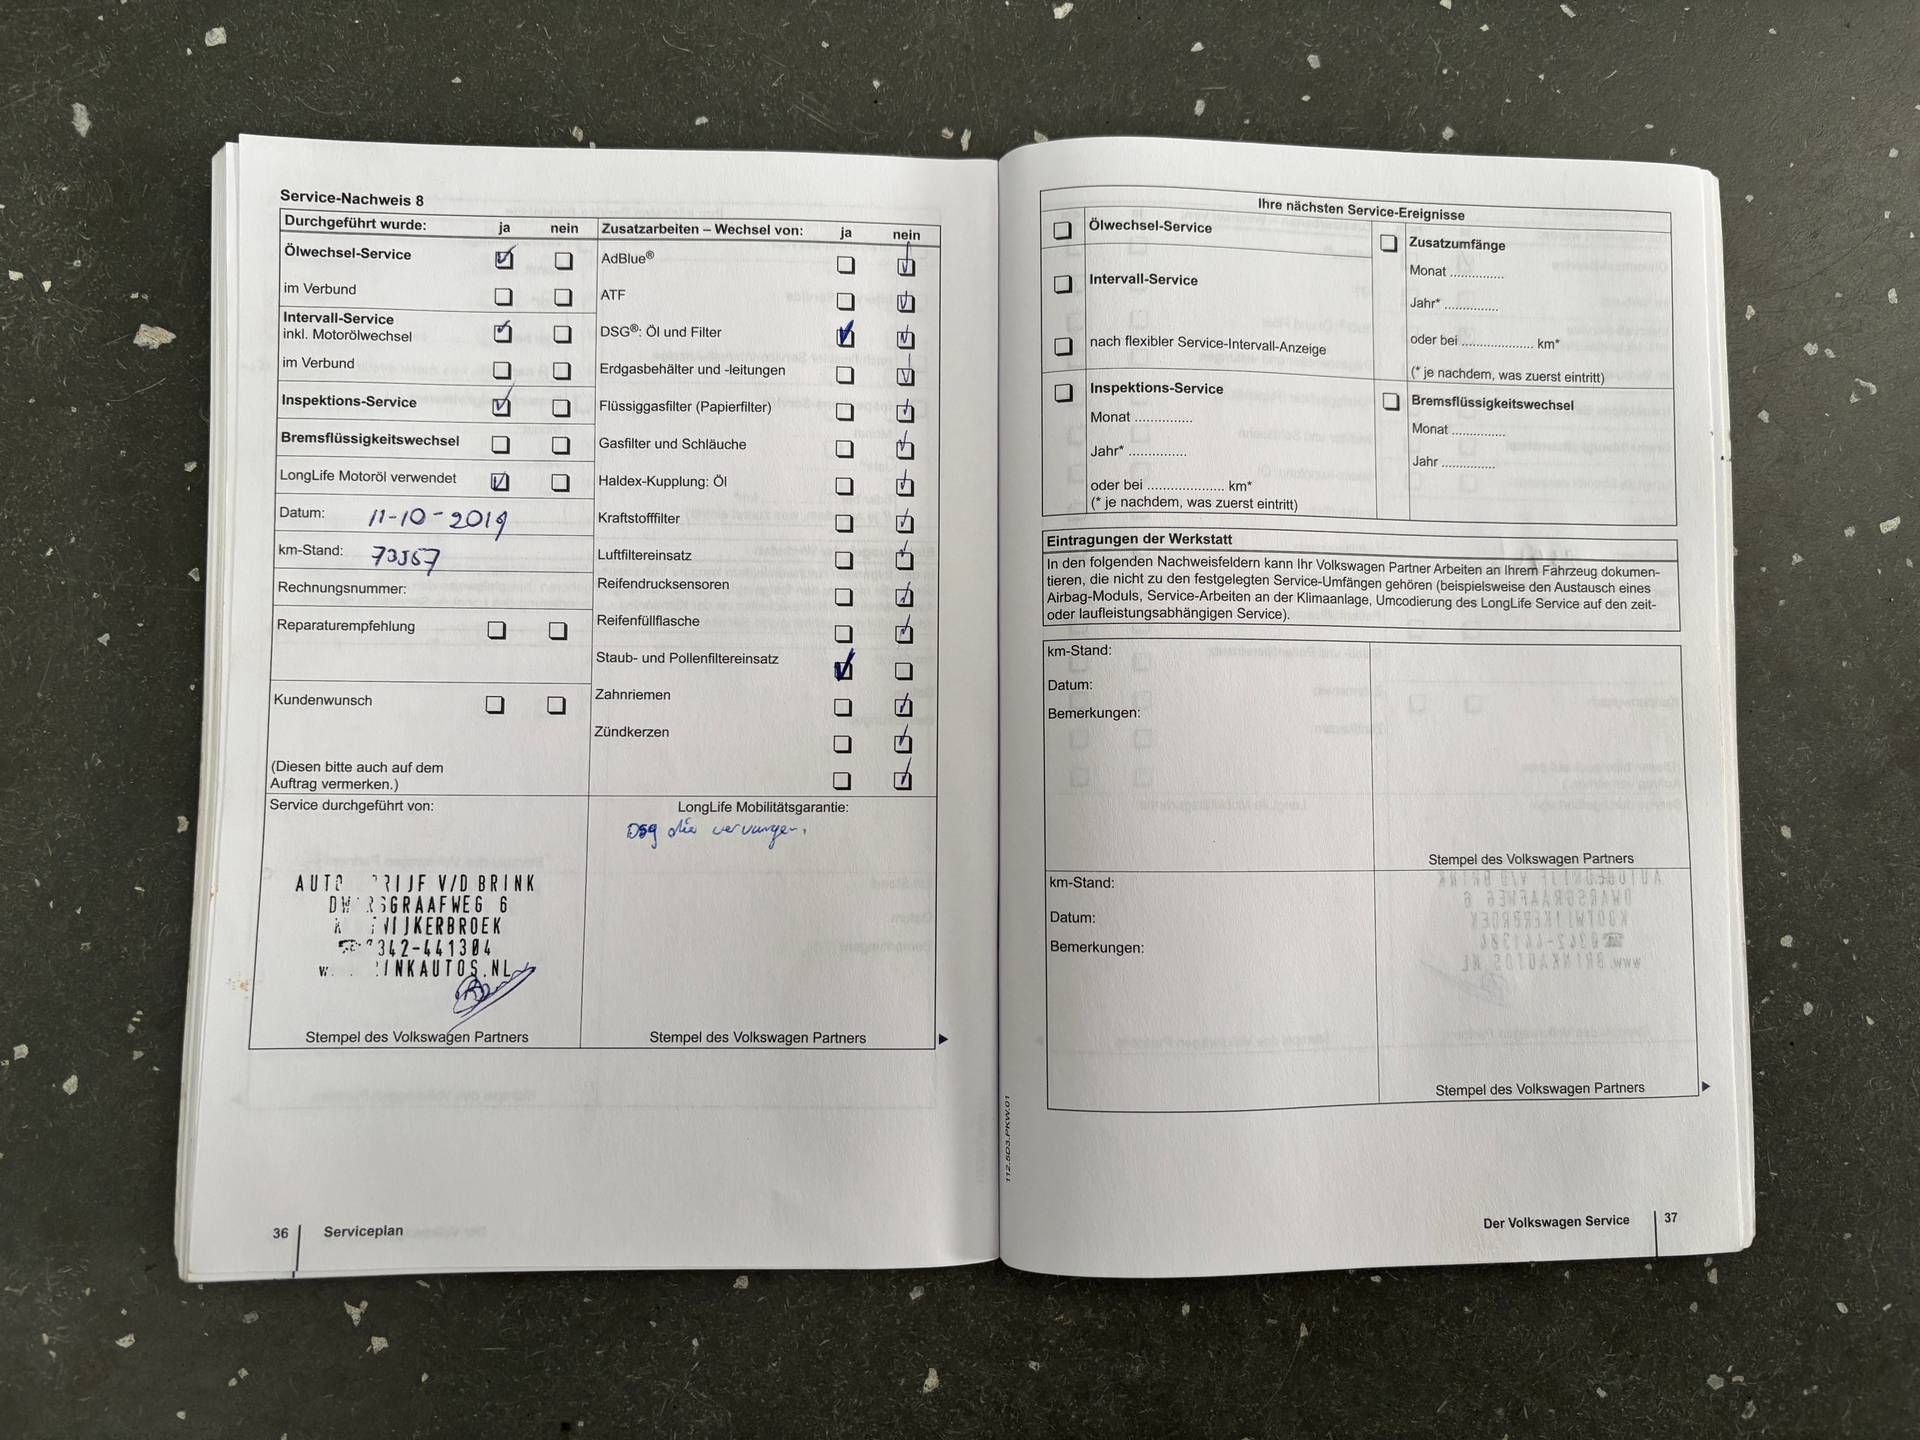 Service-Nachweis 8
Durchgeführt wurde: ja nein
Ölwechsel-Service
im Verbund
Intervall-Service
inkl. Motorölwechsel
im Verbund
Inspektions-Service
Bremsflüssigkeitswechsel
LongLife Motoröl verwendet
Datum: 11-10-2019
km-Stand: 73557
Rechnungsnummer:
Reparaturempfehlung
Kundenwunsch
(Diesen bitte auch auf dem
Auftrag vermerken.)
Zusatzarbeiten – Wechsel von: ja nein
AdBlue®
ATF
DSG®: Öl und Filter
Erdgasbehälter und -leitungen
Flüssiggasfilter (Papierfilter)
Gasfilter und Schläuche
Haldex-Kupplung: Öl
Kraftstofffilter
Luftfiltereinsatz
Reifendrucksensoren
Reifenfüllflasche
Staub- und Pollenfiltereinsatz
Zahnriemen
Zündkerzen
Service durchgeführt von:
V/D BRINK
6
342-441304
Stempel des Volkswagen Partners
LongLife Mobilitätsgarantie:
Dsg olie vervangen.
Stempel des Volkswagen Partners
36 Serviceplan
Ihre nächsten Service-Ereignisse
Ölwechsel-Service
Intervall-Service
nach flexibler Service-Intervall-Anzeige
Inspektions-Service
Monat ..............
Jahr* ..............
oder bei .................... km*
(* je nachdem, was zuerst eintritt)
Zusatzumfänge
Monat .............
Jahr* .............
oder bei .................. km*
(* je nachdem, was zuerst eintritt)
Bremsflüssigkeitswechsel
Monat .............
Jahr .............
Eintragungen der Werkstatt
In den folgenden Nachweisfeldern kann Ihr Volkswagen Partner Arbeiten an Ihrem Fahrzeug dokumen-
tieren, die nicht zu den festgelegten Service-Umfängen gehören (beispielsweise den Austausch eines
Airbag-Moduls, Service-Arbeiten an der Klimaanlage, Umcodierung des LongLife Service auf den zeit-
oder laufleistungsabhängigen Service).
km-Stand:
Datum:
Bemerkungen:
Stempel des Volkswagen Partners
km-Stand:
Datum:
Bemerkungen:
Stempel des Volkswagen Partners
112.5D3.PKW.01
Der Volkswagen Service 37